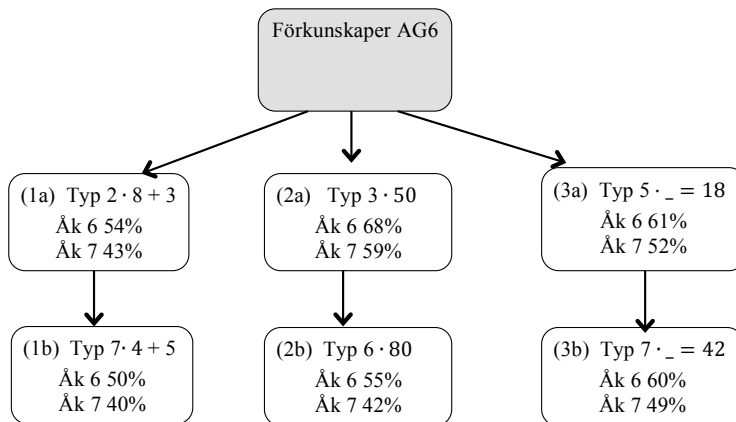 Förkunskaper AG6
(1a) Typ 2 · 8 + 3
Åk 6 54%
Åk 7 43%
(2a) Typ 3 · 50
Åk 6 68%
Åk 7 59%
(3a) Typ 5 · _ = 18
Åk 6 61%
Åk 7 52%
(1b) Typ 7· 4 + 5
Åk 6 50%
Åk 7 40%
(2b) Typ 6 · 80
Åk 6 55%
Åk 7 42%
(3b) Typ 7 · _ = 42
Åk 6 60%
Åk 7 49%